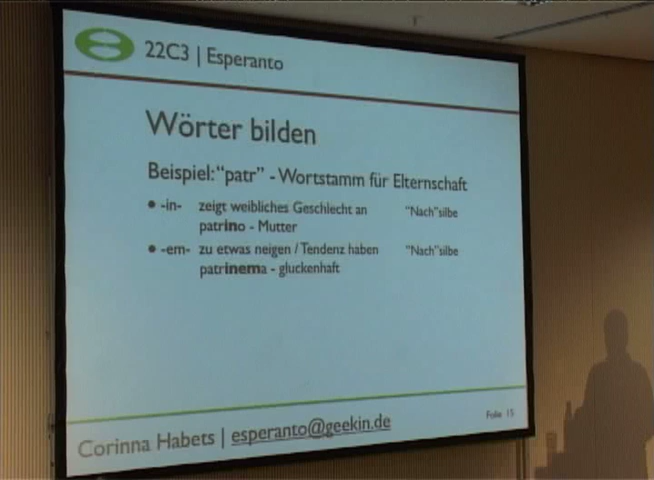 22C3 | Esperanto
Wörter bilden
Beispiel:"patr" - Wortstamm für Elternschaft
• -in- zeigt weibliches Geschlecht an "Nach"silbe
patrino - Mutter
• -em- zu etwas neigen / Tendenz haben "Nach"silbe
patrinema - gluckenhaft
Corinna Habets | esperanto@geekin.de
Folie 15